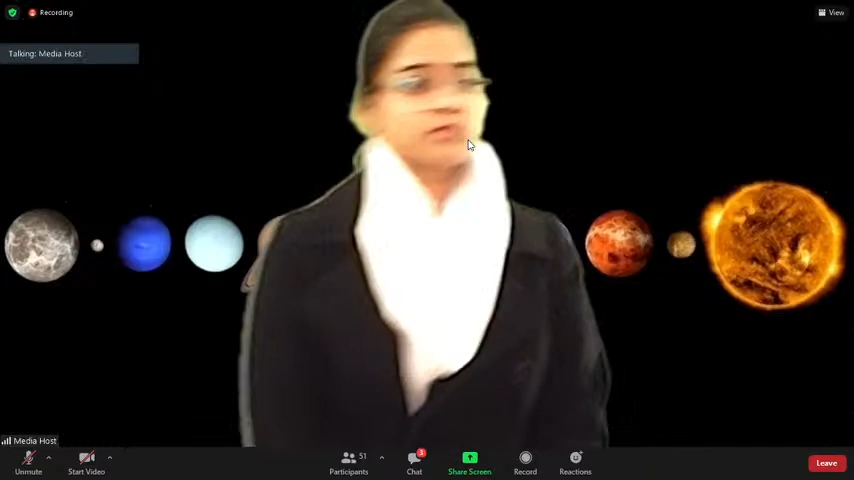 Recording
View
Talking: Media Host
Media Host
Unmute
Start Video
Participants
51
Chat
3
Share Screen
Record
Reactions
Leave